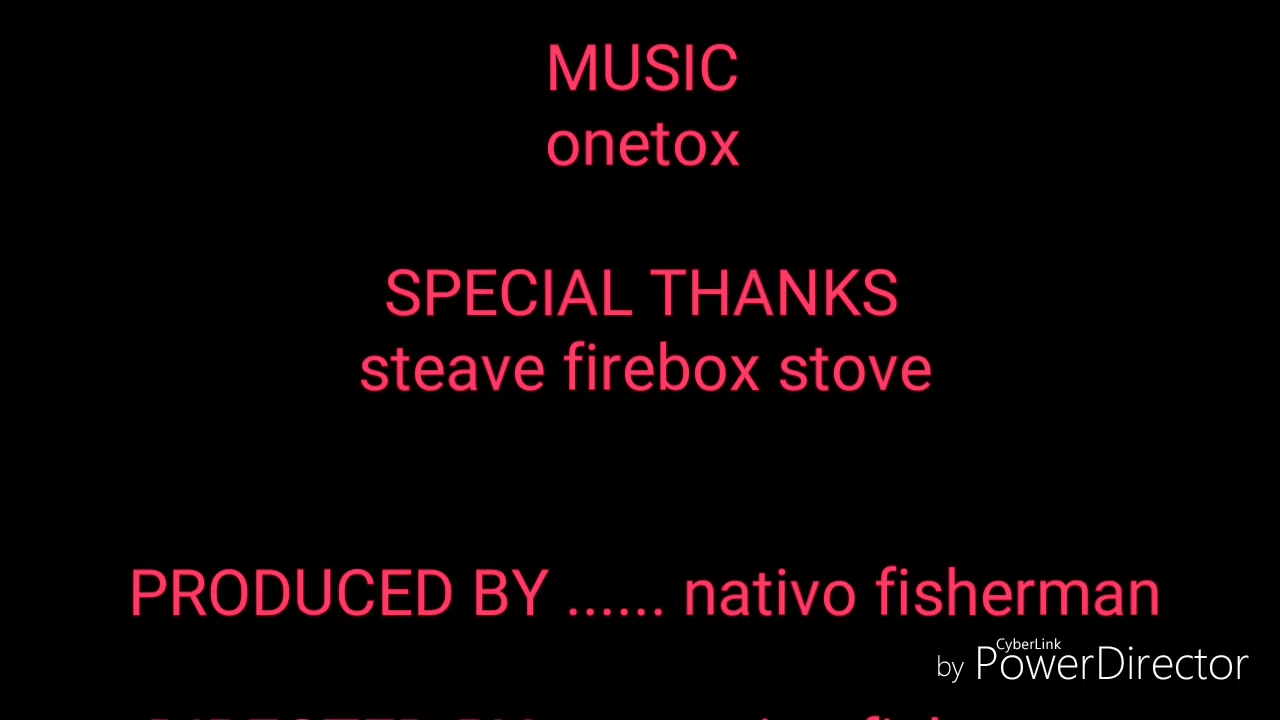 MUSIC
onetox
SPECIAL THANKS
steave firebox stove
PRODUCED BY ...... nativo fisherman
CyberLink
by PowerDirector